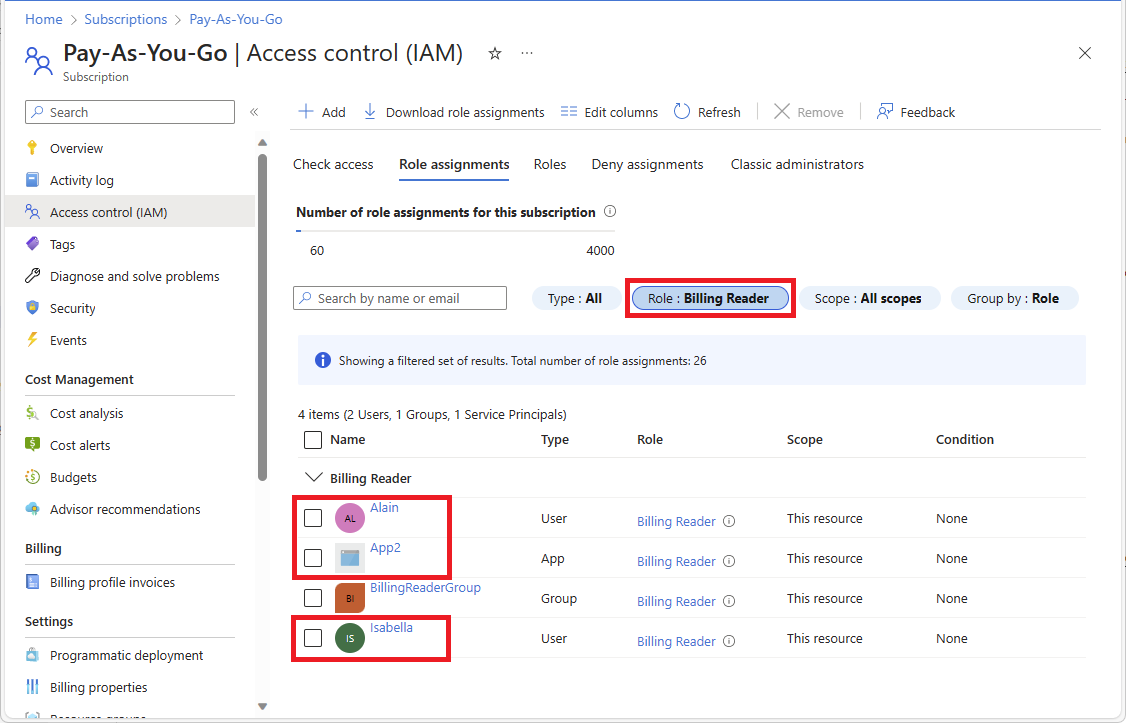 Home > Subscriptions > Pay-As-You-Go
Pay-As-You-Go | Access control (IAM) ☆ ···
Subscription
Search «
Overview
Activity log
Access control (IAM)
Tags
Diagnose and solve problems
Security
Events
Cost Management
Cost analysis
Cost alerts
Budgets
Advisor recommendations
Billing
Billing profile invoices
Settings
Programmatic deployment
Billing properties
Resource groups
Add Download role assignments Edit columns Refresh Remove Feedback
Check access Role assignments Roles Deny assignments Classic administrators
Number of role assignments for this subscription
60 4000
Search by name or email Type : All Role : Billing Reader Scope : All scopes Group by : Role
Showing a filtered set of results. Total number of role assignments: 26
4 items (2 Users, 1 Groups, 1 Service Principals)
Name Type Role Scope Condition
Billing Reader
AL Alain User Billing Reader This resource None
App2 App Billing Reader This resource None
BI BillingReaderGroup Group Billing Reader This resource None
IS Isabella User Billing Reader This resource None